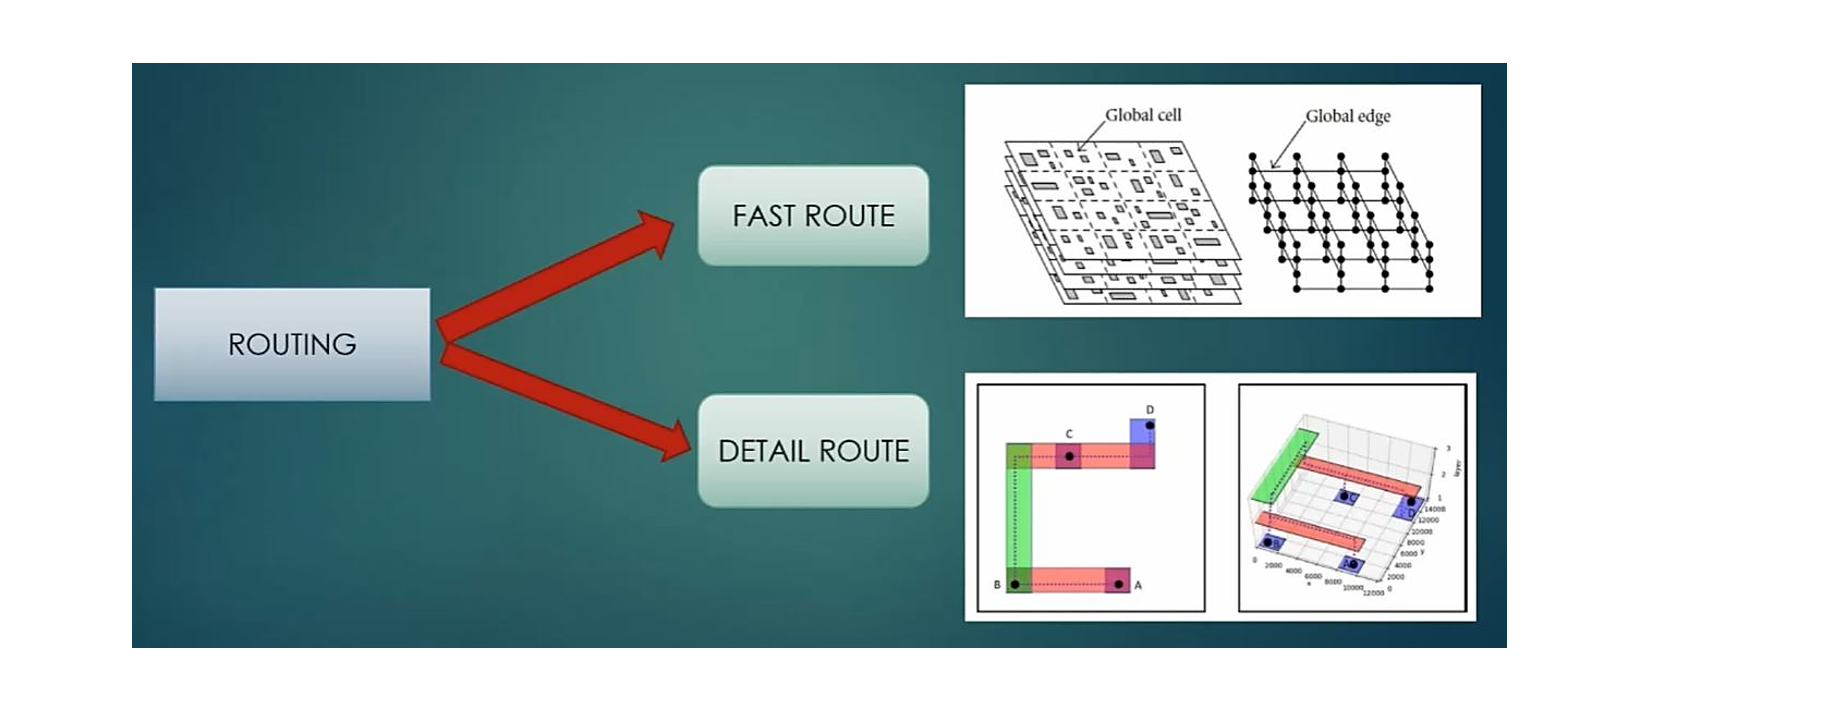 ROUTING
FAST ROUTE
DETAIL ROUTE
Global cell
Global edge
D
C
B
A
C
D
B
3
2
1
layer
14000
12000
10000
8000
6000
4000
2000
0
y
0
2000
4000
6000
8000
10000
12000
x